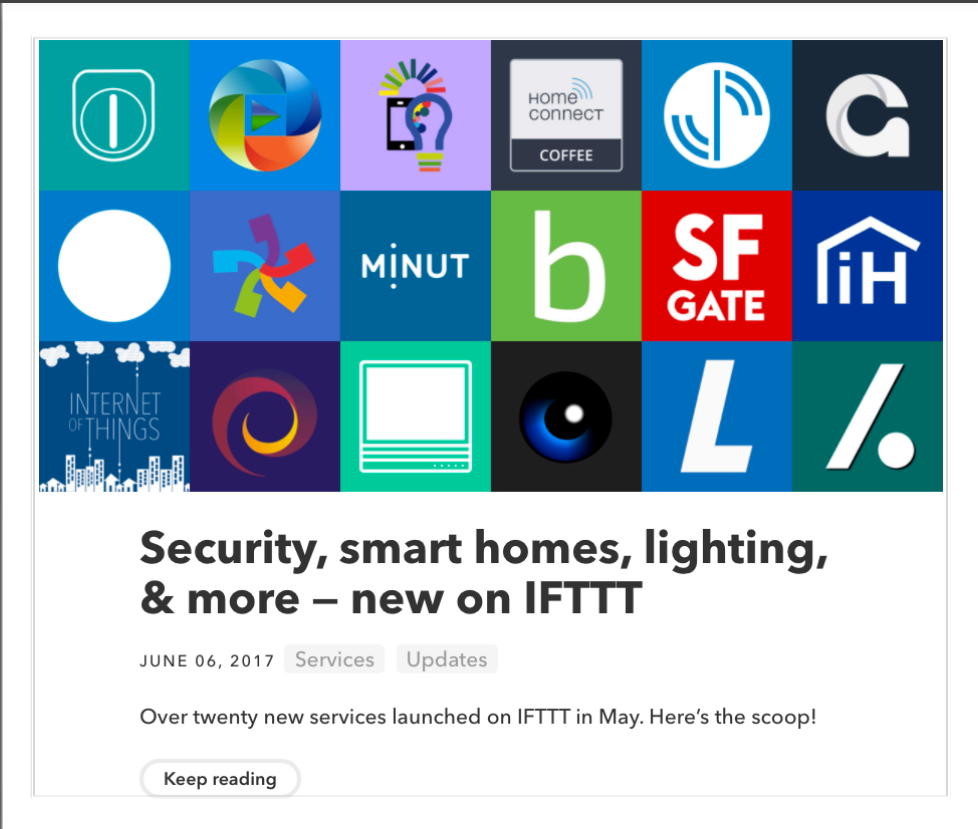 HOME
CONNECT
COFFEE
MINUT
b
SF
GATE
iH
INTERNET
OF THINGS
L
Security, smart homes, lighting,
& more – new on IFTTT
JUNE 06, 2017 Services Updates
Over twenty new services launched on IFTTT in May. Here’s the scoop!
Keep reading